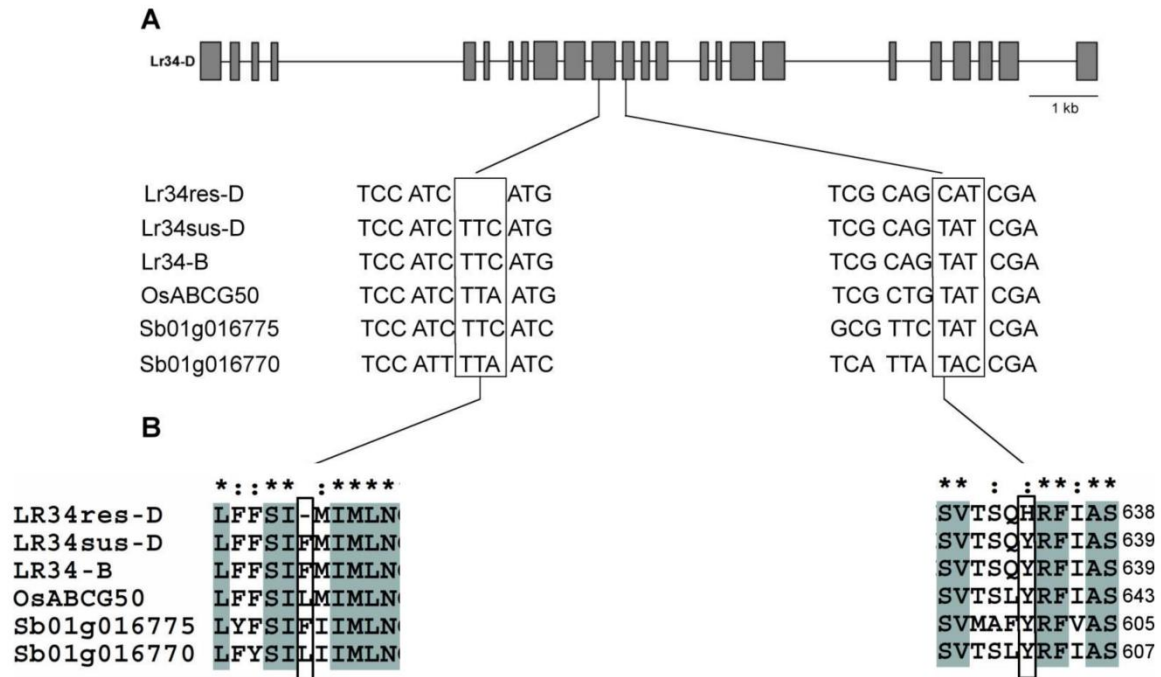 A
Lr34-D
1 kb
Lr34res-D TCC ATC ATG TCG CAG CAT CGA
Lr34sus-D TCC ATC TTC ATG TCG CAG TAT CGA
Lr34-B TCC ATC TTC ATG TCG CAG TAT CGA
OsABCG50 TCC ATC TTA ATG TCG CTG TAT CGA
Sb01g016775 TCC ATC TTC ATC GCG TTC TAT CGA
Sb01g016770 TCC ATT TTA ATC TCA TTA TAC CGA
B
*::** :**** ** : :**:**
LR34res-D LFFSI-MIMLN SVTSQHRFIAS 638
LR34sus-D LFFSIFMIMLN SVTSQYRFIAS 639
LR34-B LFFSIFMIMLN SVTSQYRFIAS 639
OsABCG50 LFFSILMIMLN SVTSLYRFIAS 643
Sb01g016775 LYFSIFIIMLN SVMAFYRFVAS 605
Sb01g016770 LFYSILIIMLN SVTSLYRFIAS 607